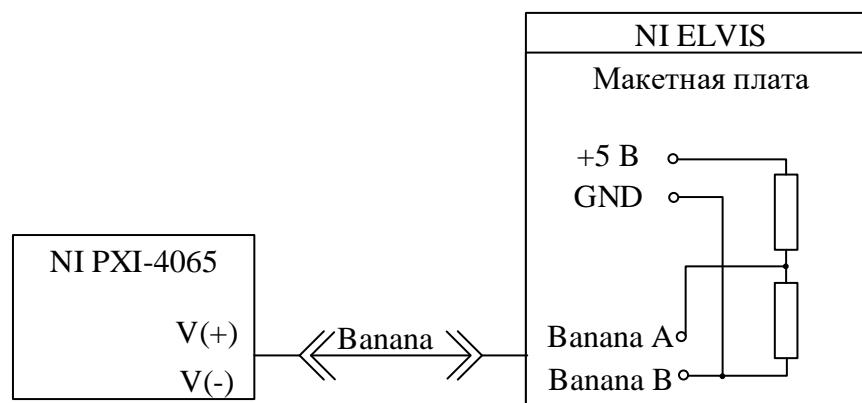 NI ELVIS
Макетная плата
+5 В
GND
NI PXI-4065
V(+)
V(-)
Banana
Banana A
Banana B